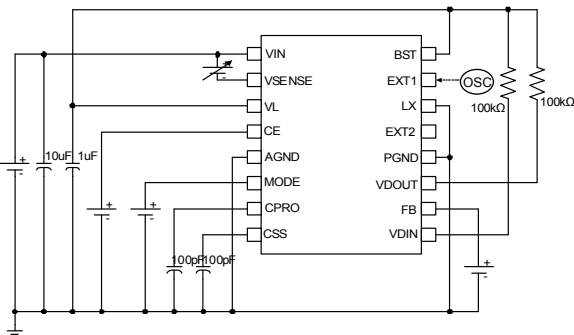 VIN
VSENSE
VL
CE
AGND
MODE
CPRO
CSS
BST
EXT1
LX
EXT2
PGND
VDOUT
FB
VDIN
OSC
100kΩ
100kΩ
10uF
1uF
100pF
100pF
+
-
+
-
+
-
+
-
+
-